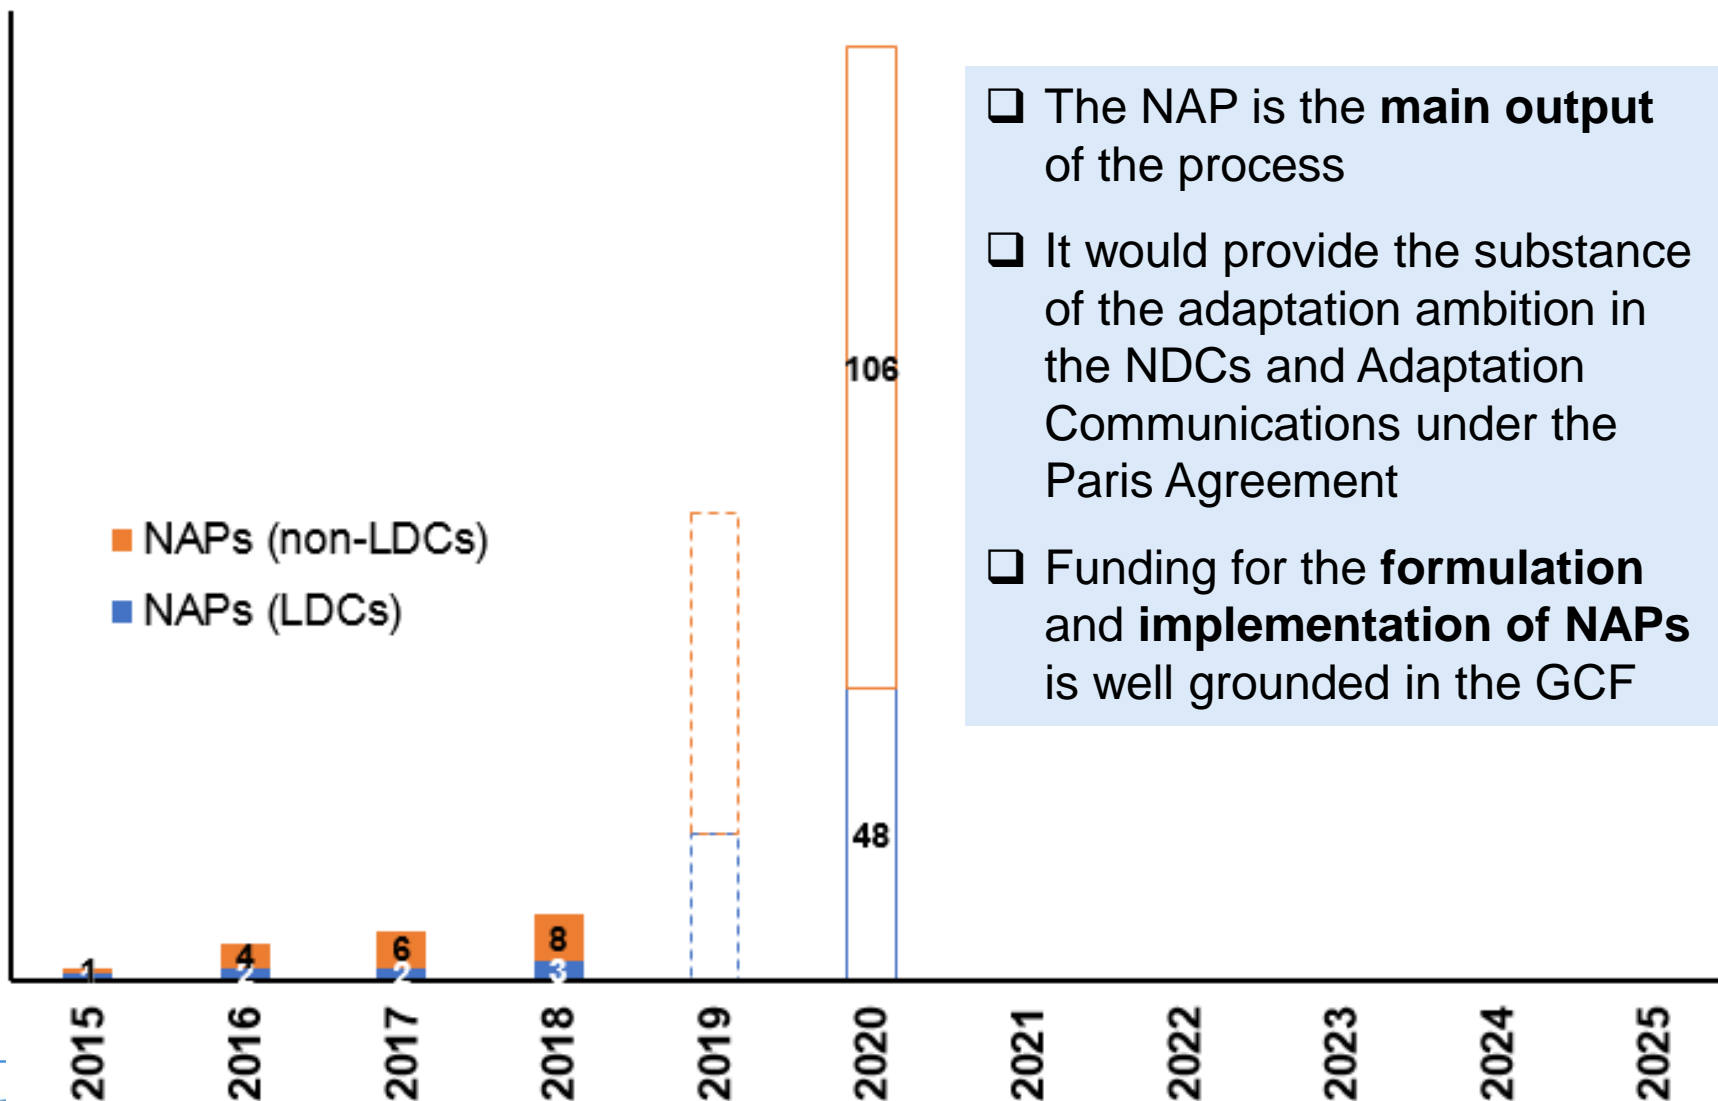 The NAP is the main output
of the process
It would provide the substance
of the adaptation ambition in
the NDCs and Adaptation
Communications under the
Paris Agreement
Funding for the formulation
and implementation of NAPs
is well grounded in the GCF
NAPs (non-LDCs)
NAPs (LDCs)
106
48
1
1
4
2
6
2
8
3
2015 2016 2017 2018 2019 2020 2021 2022 2023 2024 2025